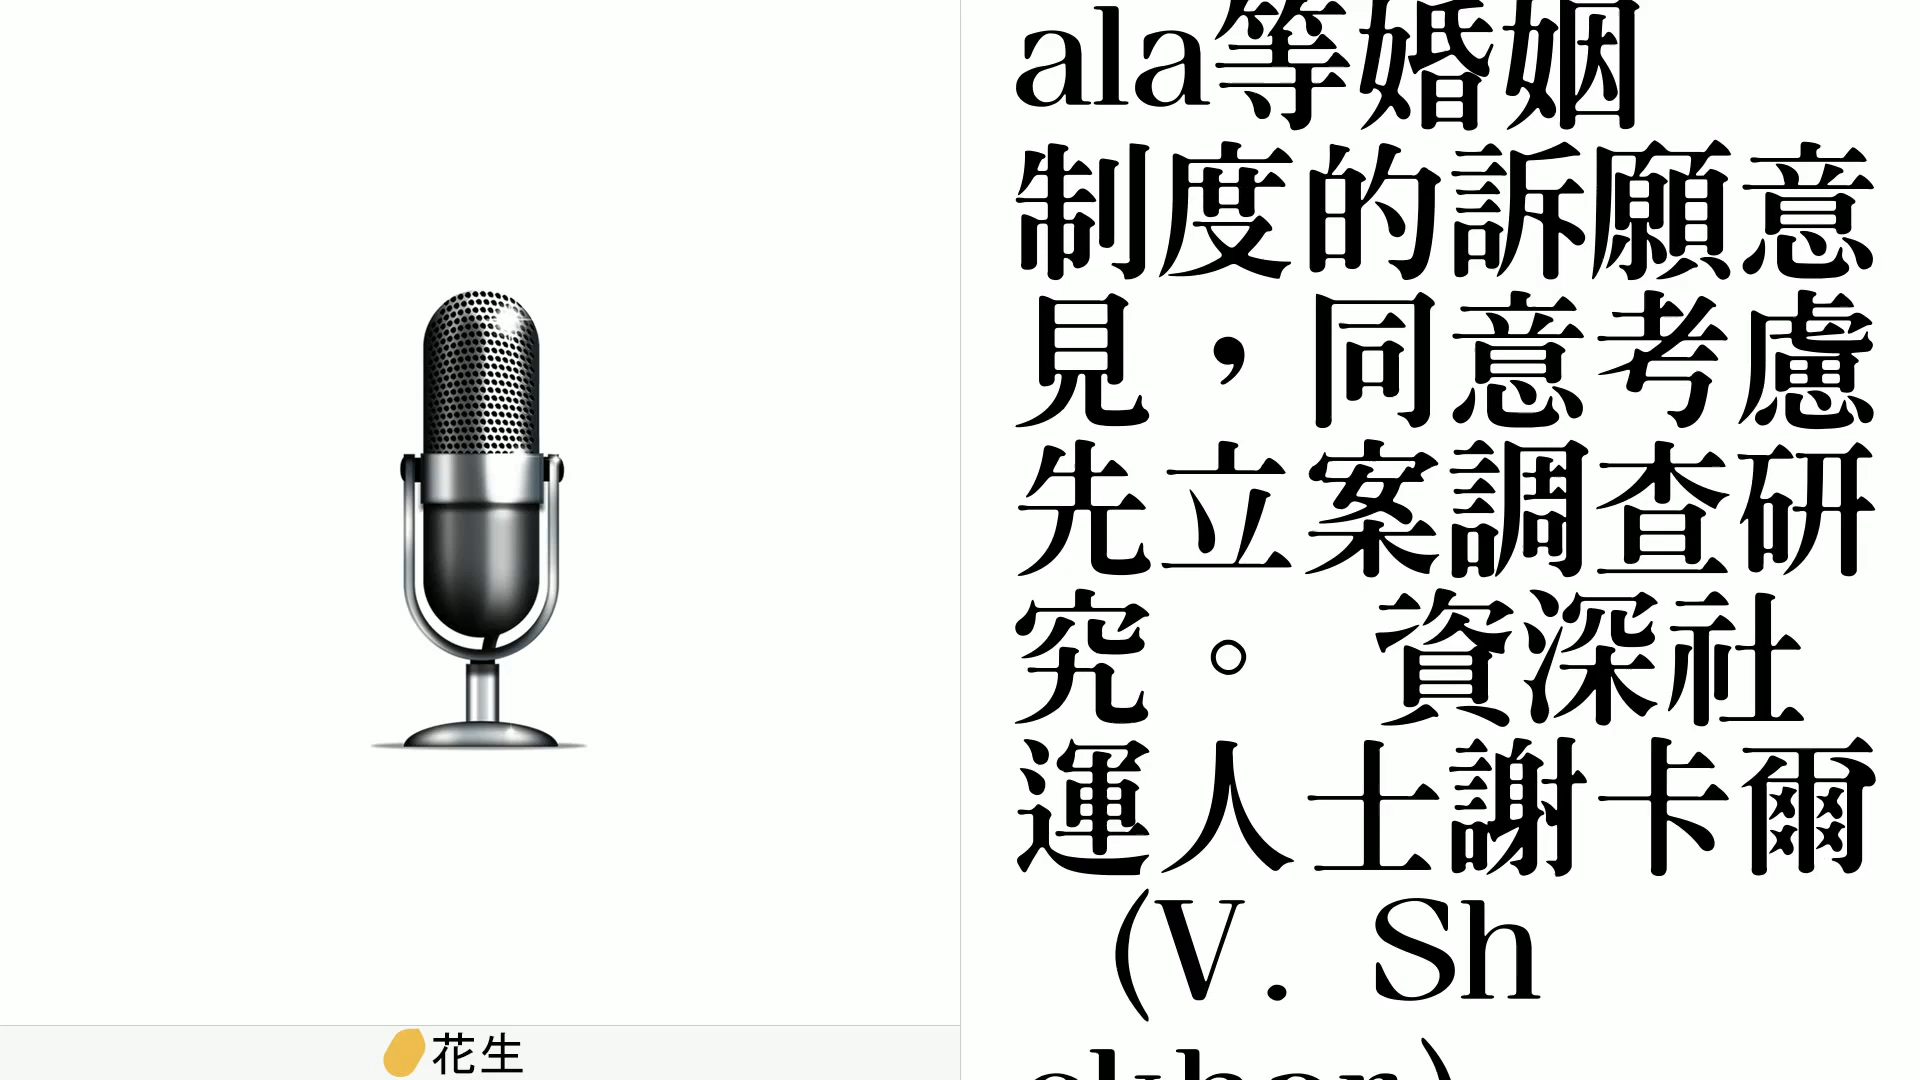 ala等婚姻
制度的訴願意
見，同意考慮
先立案調查研
究。 資深社
運人士謝卡爾
(V. Sh
ekhar)
花生